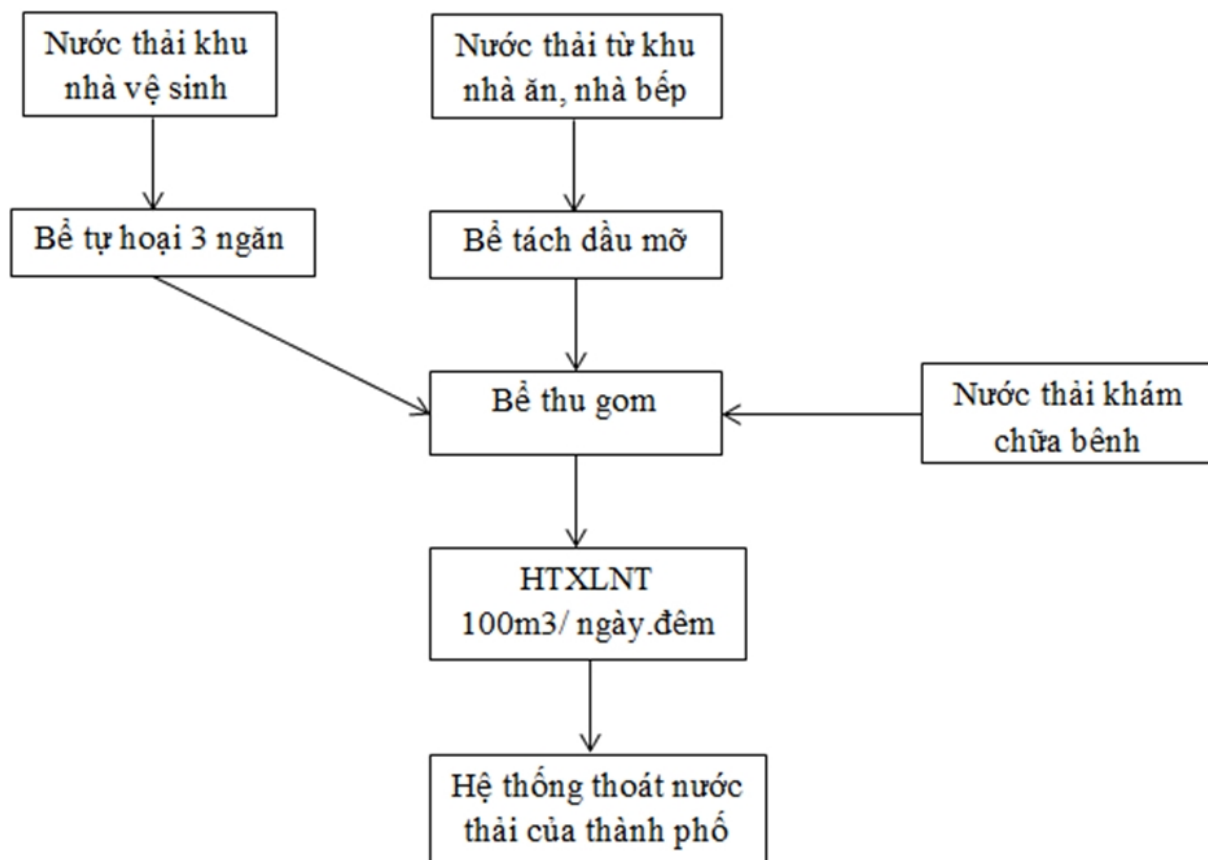 Nước thải khu
nhà vệ sinh
Nước thải từ khu
nhà ăn, nhà bếp
Bể tự hoại 3 ngăn
Bể tách dầu mỡ
Bể thu gom
Nước thải khám
chữa bênh
HTXLNT
100m3/ ngày.đêm
Hệ thống thoát nước
thải của thành phố